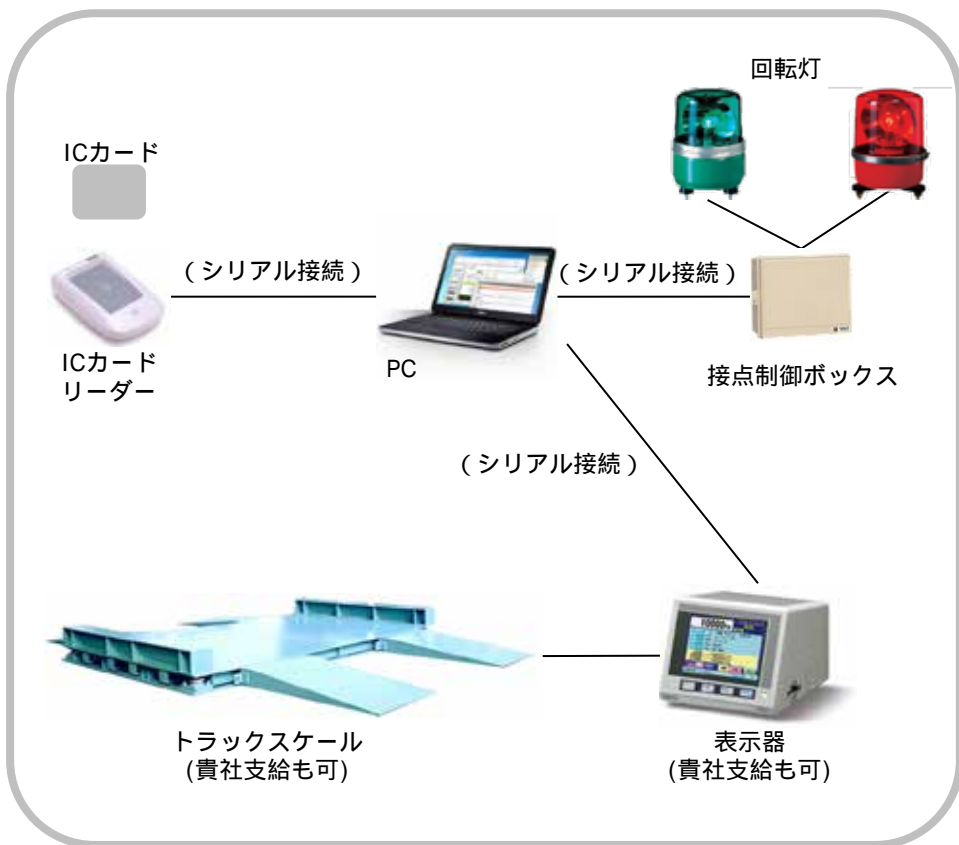 回転灯
ICカード
(シリアル接続)
(シリアル接続)
ICカード
リーダー
PC
接点制御ボックス
(シリアル接続)
10000
トラックスケール
(貴社支給も可)
表示器
(貴社支給も可)